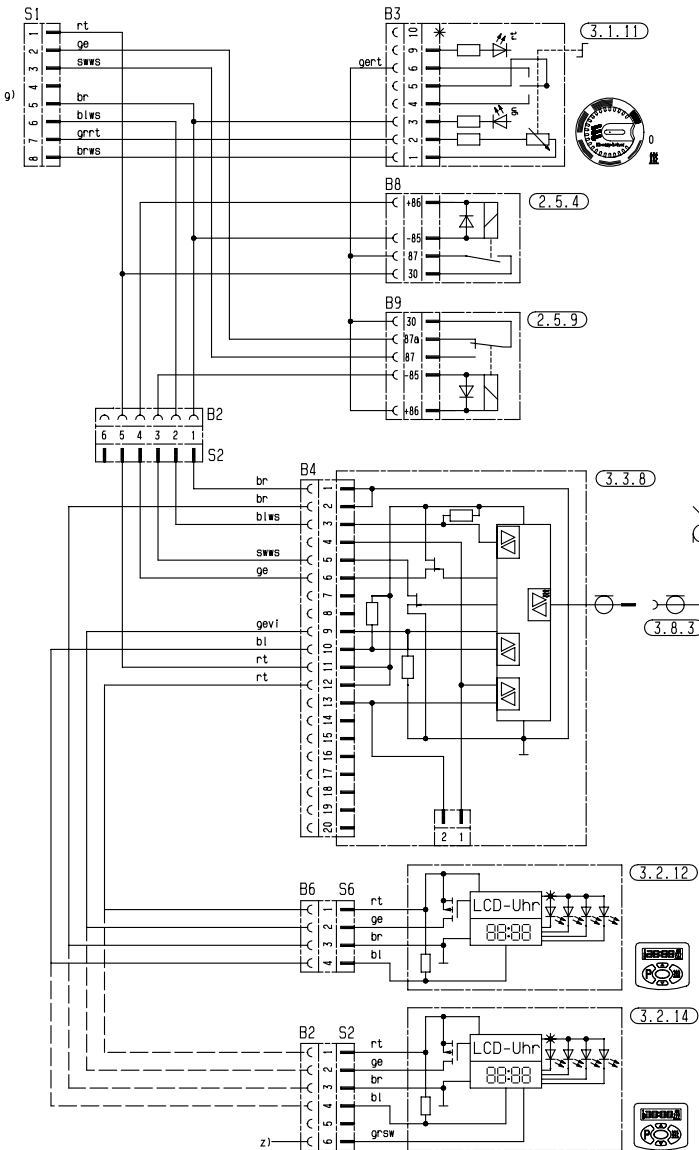 S1
1 rt
2 ge
3 swws
4
g) 5 br
6 blws
7 grrt
8 brws
B3
10
9 rt
gert 6
5
4
3 gn
2
1
3.1.11
0
B8
+86
-85
87
30
2.5.4
B9
30
87a
87
-85
+86
2.5.9
B2
6 5 4 3 2 1
S2
B4
br 1
br 2
blws 3
4
swws 5
ge 6
7
8
gevi 9
bl 10
rt 11
rt 12
13
14
15
16
17
18
19
20
2 1
3.3.8
3.8.3
B6 S6
1 rt
2 ge
3 br
4 bl
LCD-Uhr
88:88
3.2.12
P
B2 S2
1 rt
2 ge
3 br
4 bl
5
z) 6 grsw
LCD-Uhr
88:88
3.2.14
P